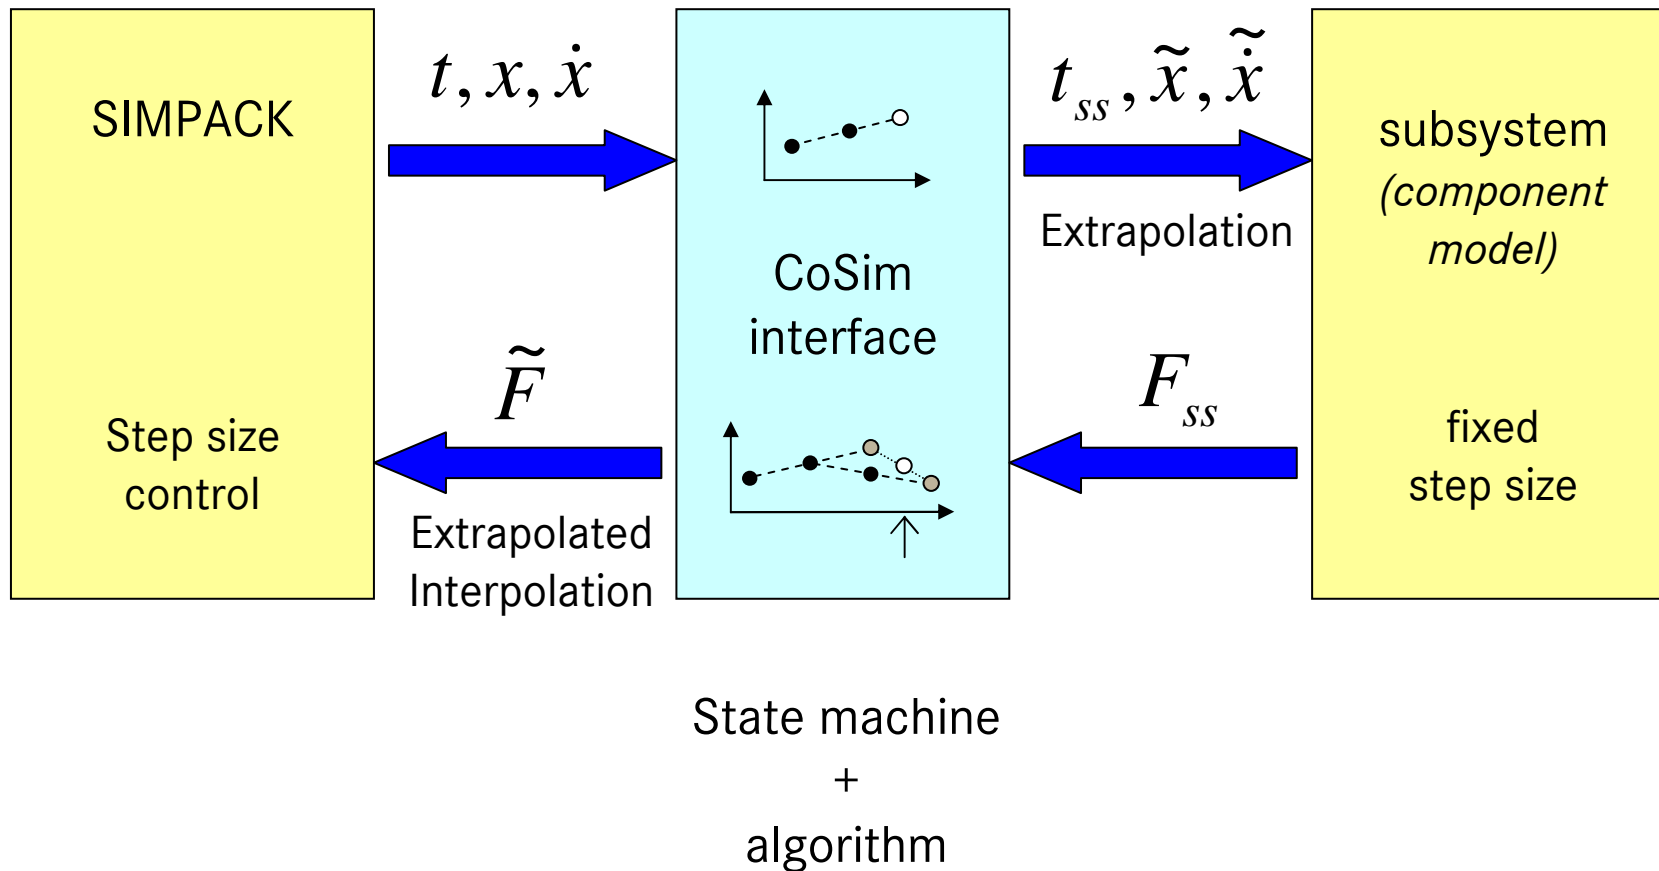 SIMPACK
Step size
control
t, x, ẋ
F̃
Extrapolated
Interpolation
CoSim
interface
t_ss, x̃, ẋ̃
Extrapolation
F_ss
subsystem
(component
model)
fixed
step size
State machine
+
algorithm